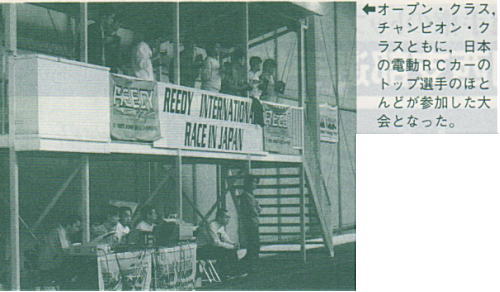 ⬅オープン・クラス,
チャンピオン・ク
ラスともに, 日本
の電動RCカーの
トップ選手のほと
んどが参加した大
会となった。
REEDY
REEDY INTERNATIONAL
RACE IN JAPAN
REEDY